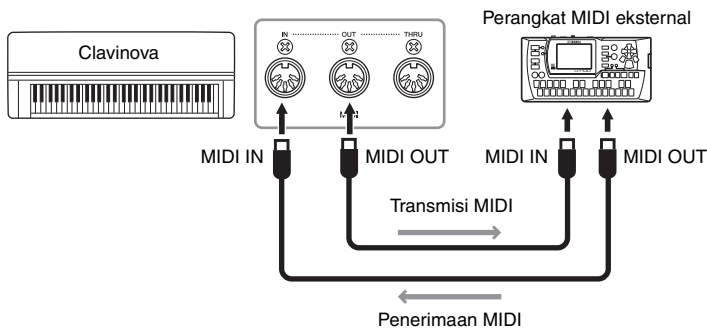 Perangkat MIDI eksternal
Clavinova
IN OUT THRU
MIDI IN
MIDI OUT
MIDI IN
MIDI OUT
Transmisi MIDI
Penerimaan MIDI